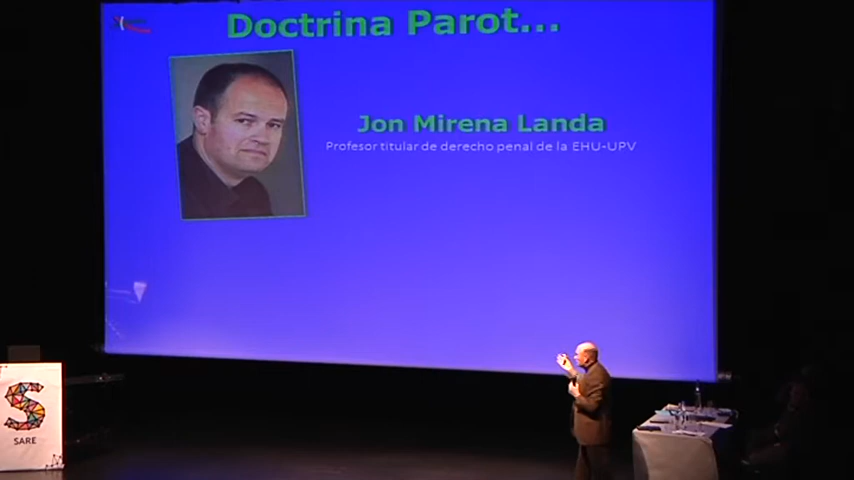 Doctrina Parot...
Jon Mirena Landa
Profesor titular de derecho penal de la EHU-UPV
S
SARE